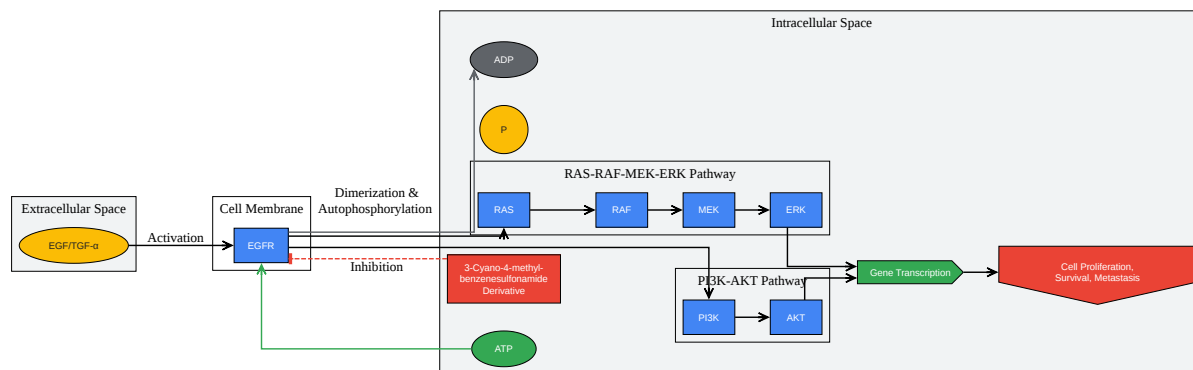 Intracellular Space
ADP
P
RAS-RAF-MEK-ERK Pathway
Dimerization &
Autophosphorylation
Extracellular Space
Cell Membrane
RAS
RAF
MEK
ERK
EGF/TGF-α
Activation
EGFR
Inhibition
3-Cyano-4-methyl-
benzenesulfonamide
Derivative
PI3K-AKT Pathway
Gene Transcription
Cell Proliferation,
Survival, Metastasis
PI3K
AKT
ATP